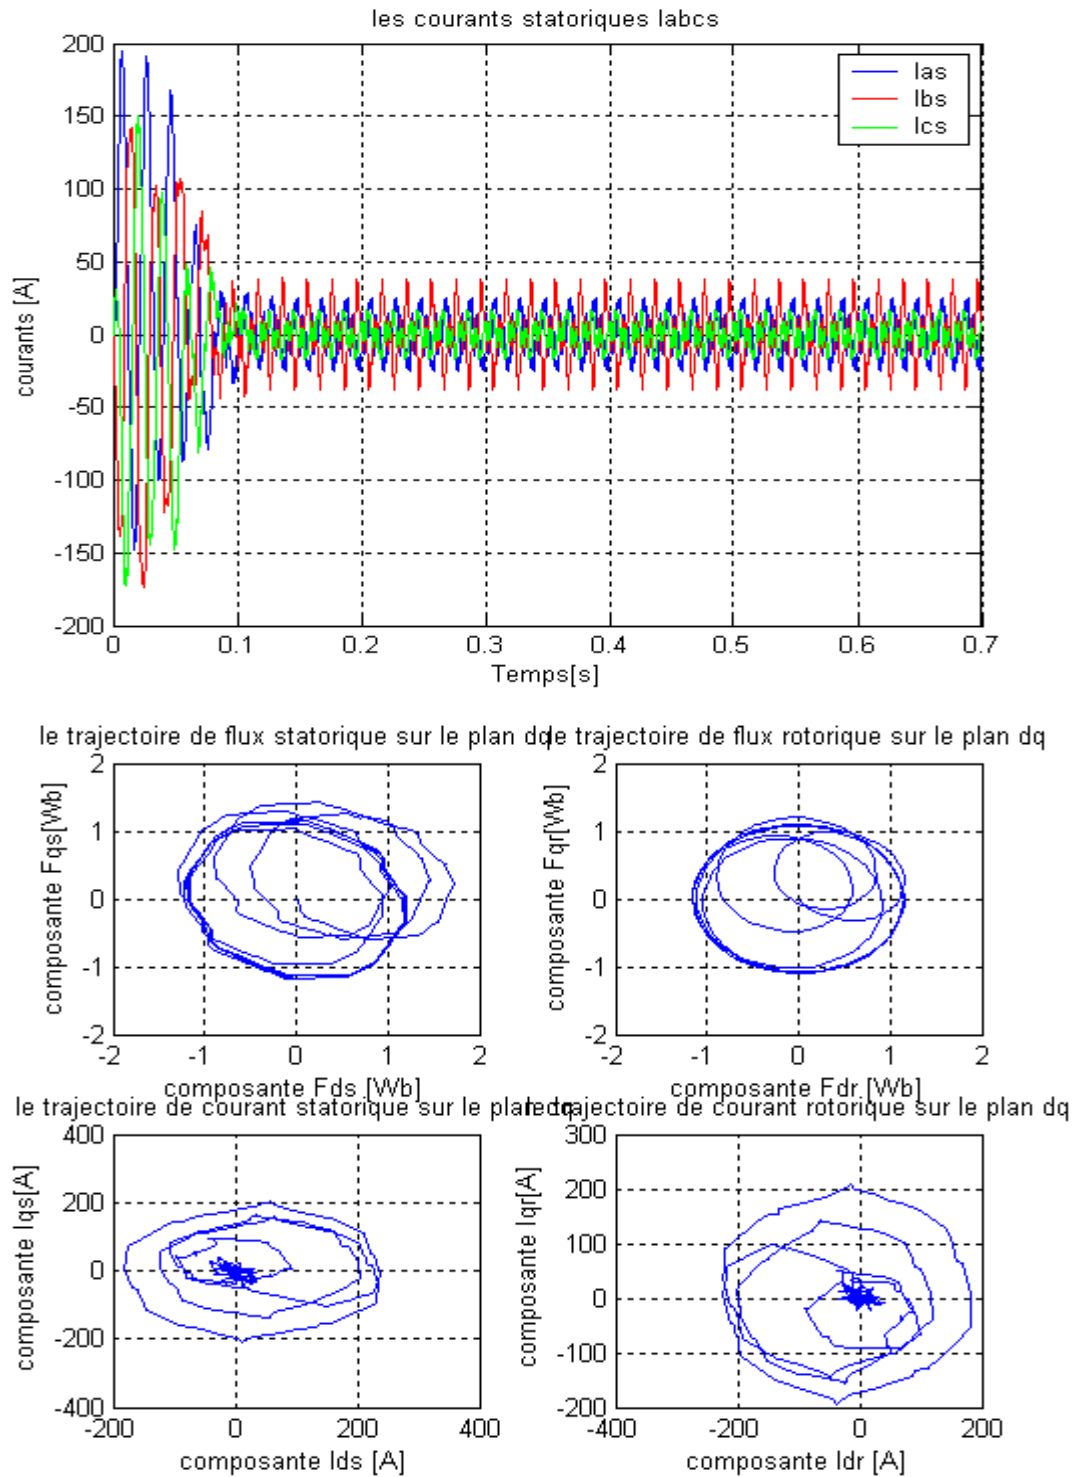 les courants statoriques Iabcs
200
150
100
50
0
-50
-100
-150
-200
courants [A]
Ias
Ibs
Ics
0 0.1 0.2 0.3 0.4 0.5 0.6 0.7
Temps[s]
le trajectoire de flux statorique sur le plan dq
2
1
0
-1
-2
composante Fqs[Wb]
-2 -1 0 1 2
composante Fds [Wb]
le trajectoire de flux rotorique sur le plan dq
2
1
0
-1
-2
composante Fqr[Wb]
-2 -1 0 1 2
composante Fdr [Wb]
le trajectoire de courant statorique sur le plan dq
400
200
0
-200
-400
composante Iqs[A]
-200 0 200 400
composante Ids [A]
le trajectoire de courant rotorique sur le plan dq
300
200
100
0
-100
-200
composante Iqr[A]
-400 -200 0 200
composante Idr [A]